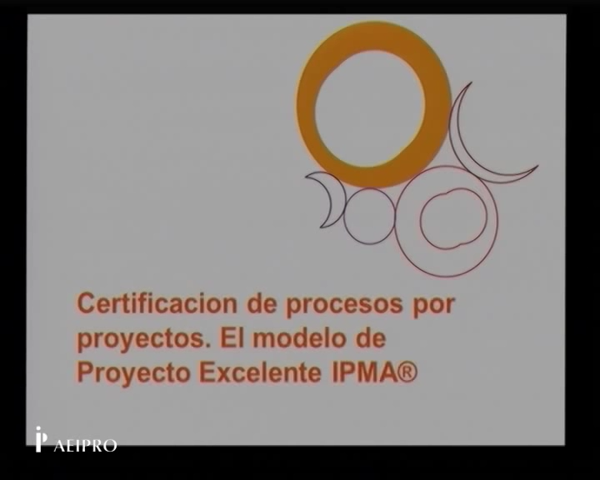 Certificacion de procesos por
proyectos. El modelo de
Proyecto Excelente IPMA®
AEIPRO